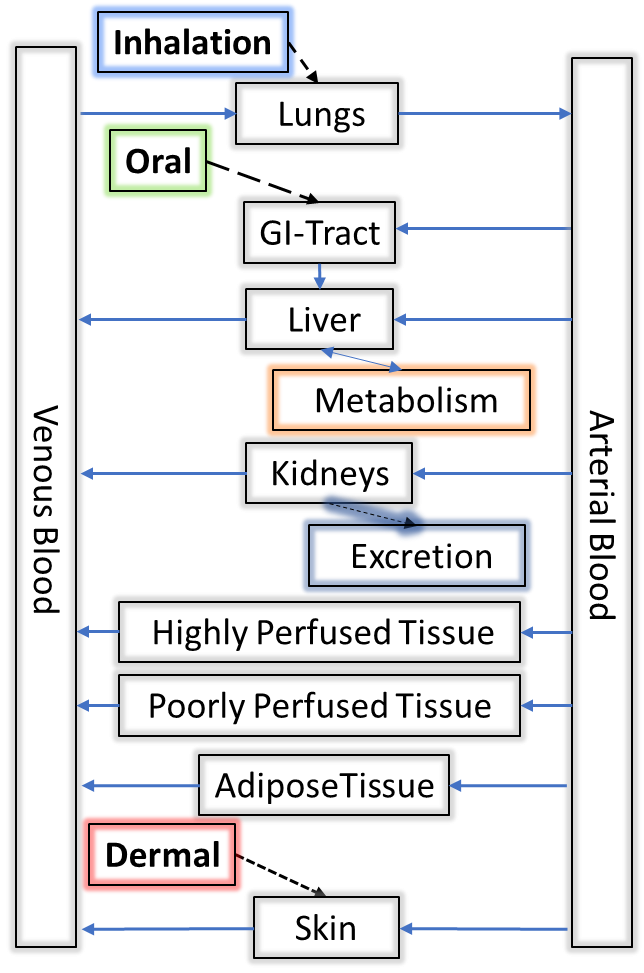 Inhalation
Lungs
Oral
GI-Tract
Liver
Metabolism
Venous Blood
Arterial Blood
Kidneys
Excretion
Highly Perfused Tissue
Poorly Perfused Tissue
AdiposeTissue
Dermal
Skin